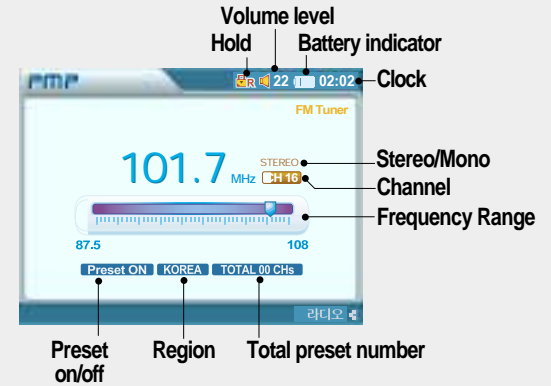 Volume level
Hold
Battery indicator
PMP
R
22
02:02
Clock
FM Tuner
101.7 MHz
STEREO
Stereo/Mono
CH 16
Channel
Frequency Range
87.5
108
Preset ON
KOREA
TOTAL 00 CHs
라디오
Preset
on/off
Region
Total preset number